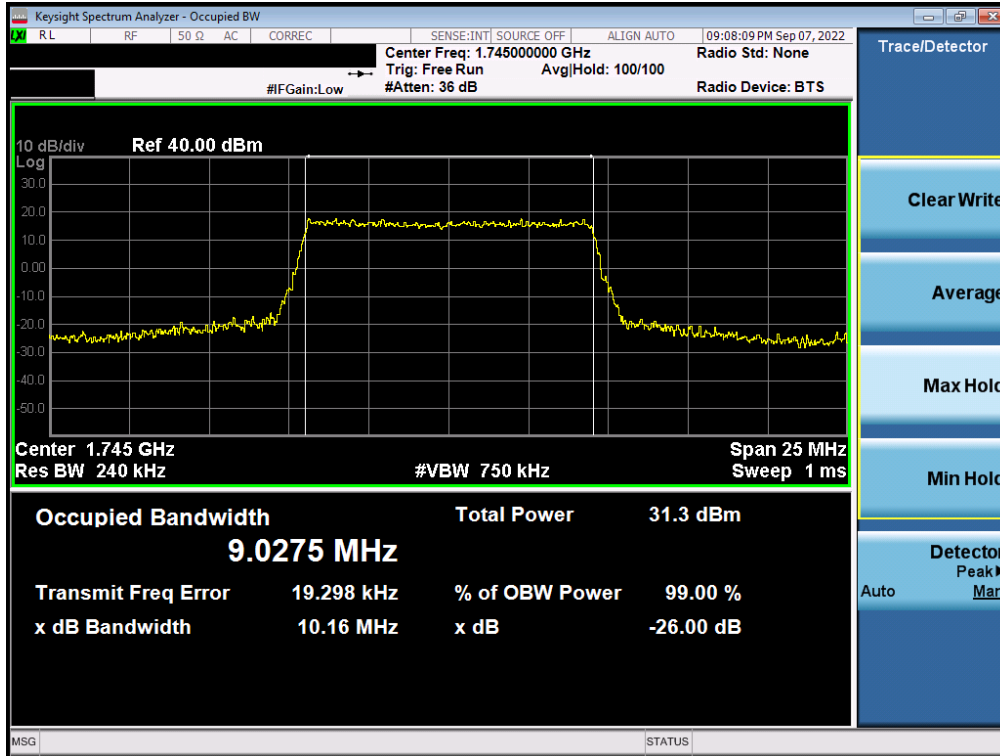 Keysight Spectrum Analyzer - Occupied BW
LXI RL RF 50 Ω AC CORREC SENSE:INT SOURCE OFF ALIGN AUTO 09:08:09 PM Sep 07, 2022
Center Freq: 1.745000000 GHz Radio Std: None
Trig: Free Run Avg|Hold: 100/100
#IFGain:Low #Atten: 36 dB Radio Device: BTS
Trace/Detector
10 dB/div Ref 40.00 dBm
Log
30.0
20.0
10.0
0.00
-10.0
-20.0
-30.0
-40.0
-50.0
Center 1.745 GHz Span 25 MHz
Res BW 240 kHz #VBW 750 kHz Sweep 1 ms
Occupied Bandwidth Total Power 31.3 dBm
9.0275 MHz
Transmit Freq Error 19.298 kHz % of OBW Power 99.00 %
x dB Bandwidth 10.16 MHz x dB -26.00 dB
Clear Write
Average
Max Hold
Min Hold
Detector
Peak▶
Auto Man
MSG STATUS